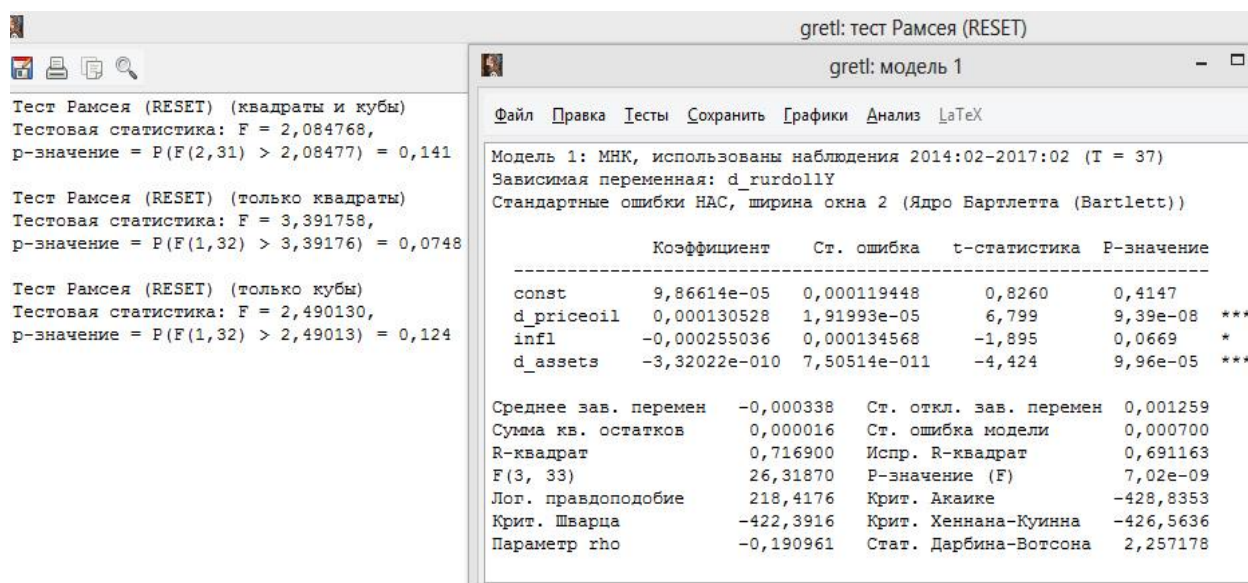 gretl: тест Рамсея (RESET)
Тест Рамсея (RESET) (квадраты и кубы)
Тестовая статистика: F = 2,084768,
р-значение = P(F(2,31) > 2,08477) = 0,141
Тест Рамсея (RESET) (только квадраты)
Тестовая статистика: F = 3,391758,
р-значение = P(F(1,32) > 3,39176) = 0,0748
Тест Рамсея (RESET) (только кубы)
Тестовая статистика: F = 2,490130,
р-значение = P(F(1,32) > 2,49013) = 0,124
gretl: модель 1
Файл Правка Тесты Сохранить Графики Анализ LaTeX
Модель 1: МНК, использованы наблюдения 2014:02-2017:02 (T = 37)
Зависимая переменная: d_rurdollY
Стандартные ошибки HAC, ширина окна 2 (Ядро Бартлетта (Bartlett))
Коэффициент Ст. ошибка t-статистика P-значение
const 9,86614e-05 0,000119448 0,8260 0,4147
d_priceoil 0,000130528 1,91993e-05 6,799 9,39e-08 ***
infl -0,000255036 0,000134568 -1,895 0,0669 *
d_assets -3,32022e-010 7,50514e-011 -4,424 9,96e-05 ***
Среднее зав. перемен -0,000338 Ст. откл. зав. перемен 0,001259
Сумма кв. остатков 0,000016 Ст. ошибка модели 0,000700
R-квадрат 0,716900 Испр. R-квадрат 0,691163
F(3, 33) 26,31870 P-значение (F) 7,02e-09
Лог. правдоподобие 218,4176 Крит. Акаике -428,8353
Крит. Шварца -422,3916 Крит. Хеннана-Куинна -426,5636
Параметр rho -0,190961 Стат. Дарбина-Вотсона 2,257178